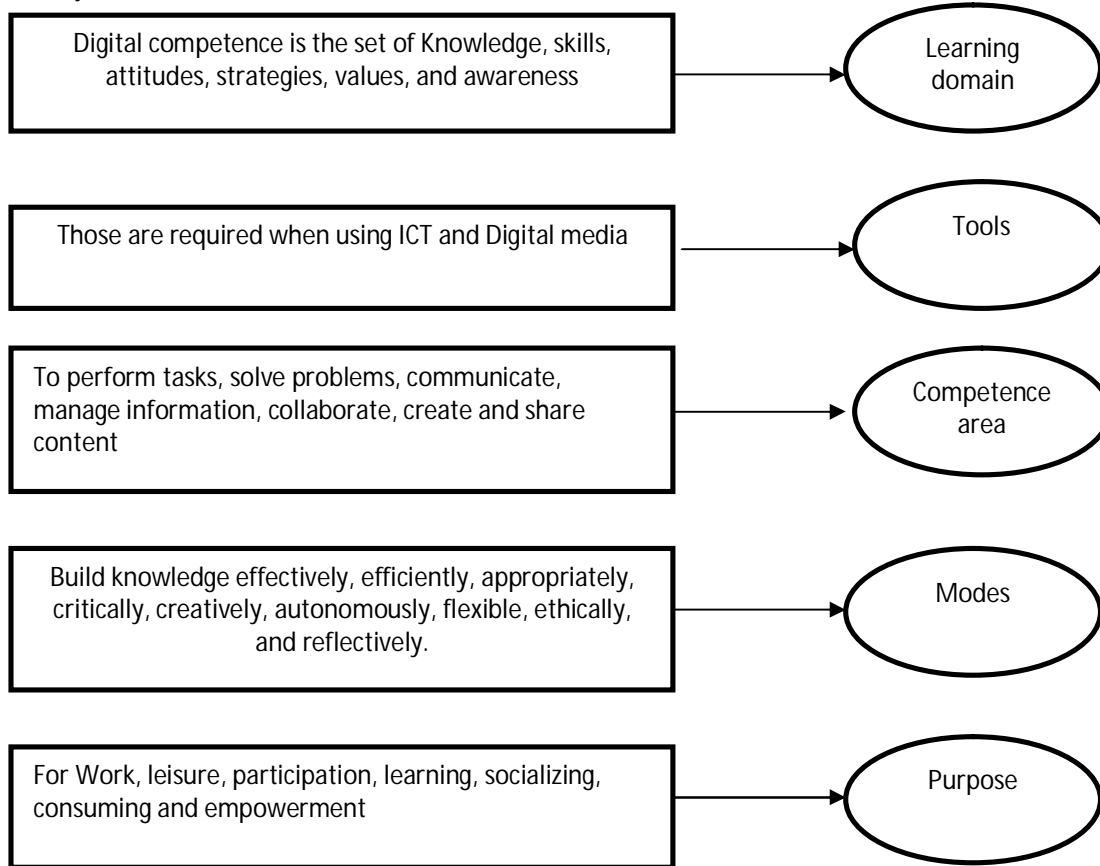 Digital competence is the set of Knowledge, skills,
attitudes, strategies, values, and awareness
Learning
domain
Those are required when using ICT and Digital media
Tools
To perform tasks, solve problems, communicate,
manage information, collaborate, create and share
content
Competence
area
Build knowledge effectively, efficiently, appropriately,
critically, creatively, autonomously, flexible, ethically,
and reflectively.
Modes
For Work, leisure, participation, learning, socializing,
consuming and empowerment
Purpose